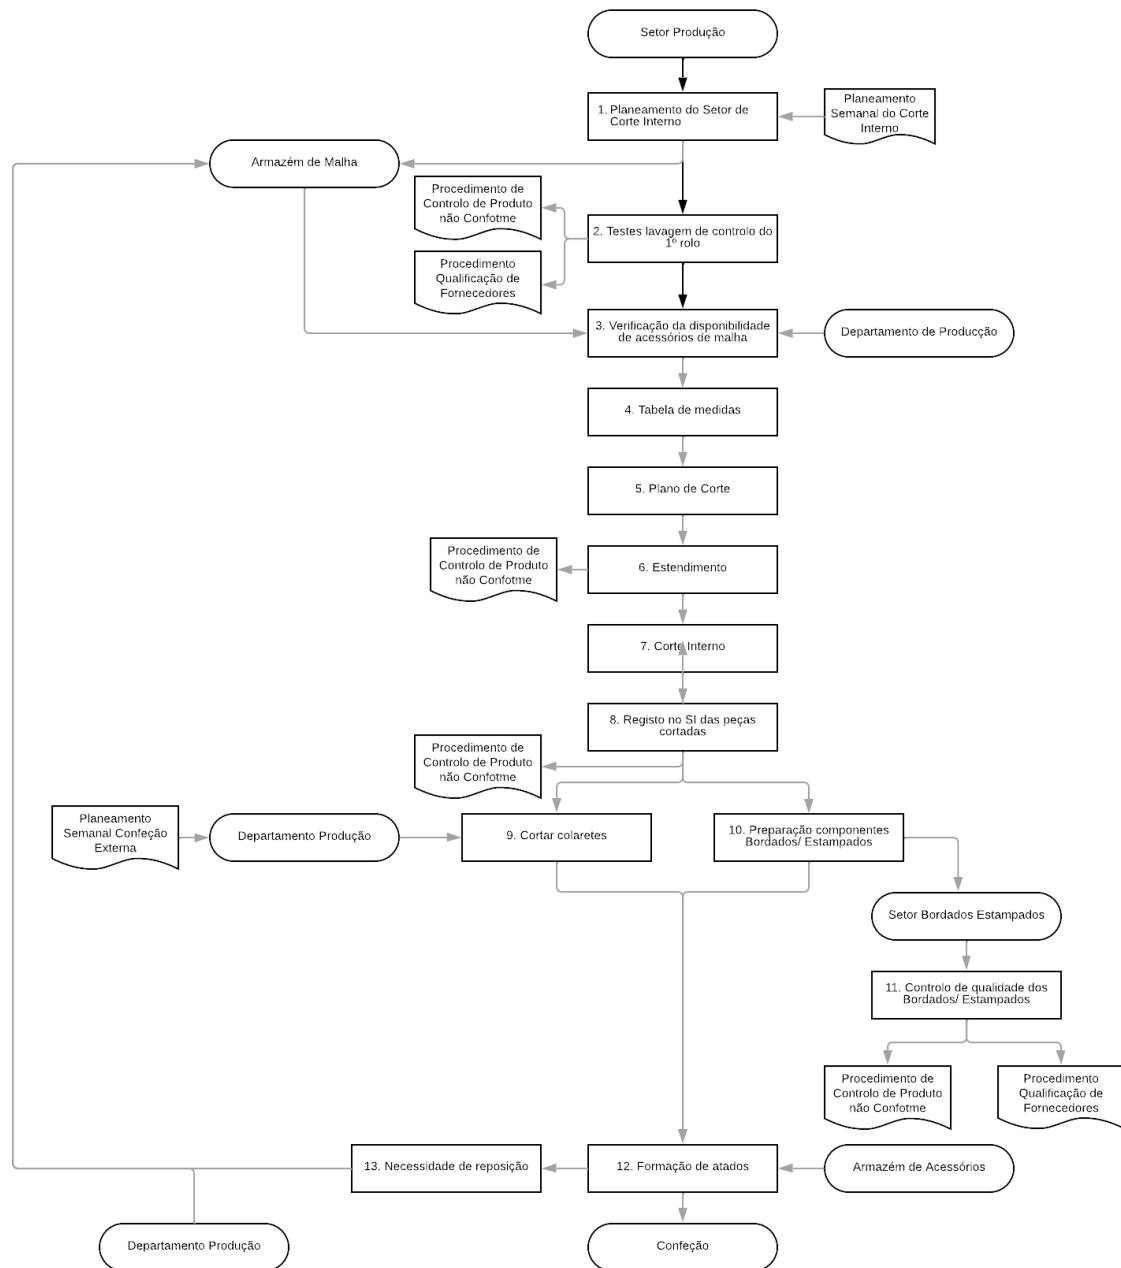 Setor Produção
1. Planeamento do Setor de
Corte Interno
Planeamento
Semanal do Corte
Interno
Armazém de Malha
Procedimento de
Controlo de Produto
não Confotme
2. Testes lavagem de controlo do
1º rolo
Procedimento
Qualificação de
Fornecedores
3. Verificação da disponibilidade
de acessórios de malha
Departamento de Producção
4. Tabela de medidas
5. Plano de Corte
Procedimento de
Controlo de Produto
não Confotme
6. Estendimento
7. Corte Interno
8. Registo no SI das peças
cortadas
Procedimento de
Controlo de Produto
não Confotme
Planeamento
Semanal Confeção
Externa
Departamento Produção
9. Cortar colaretes
10. Preparação componentes
Bordados/ Estampados
Setor Bordados Estampados
11. Controlo de qualidade dos
Bordados/ Estampados
Procedimento de
Controlo de Produto
não Confotme
Procedimento
Qualificação de
Fornecedores
13. Necessidade de reposição
12. Formação de atados
Armazém de Acessórios
Departamento Produção
Confeção